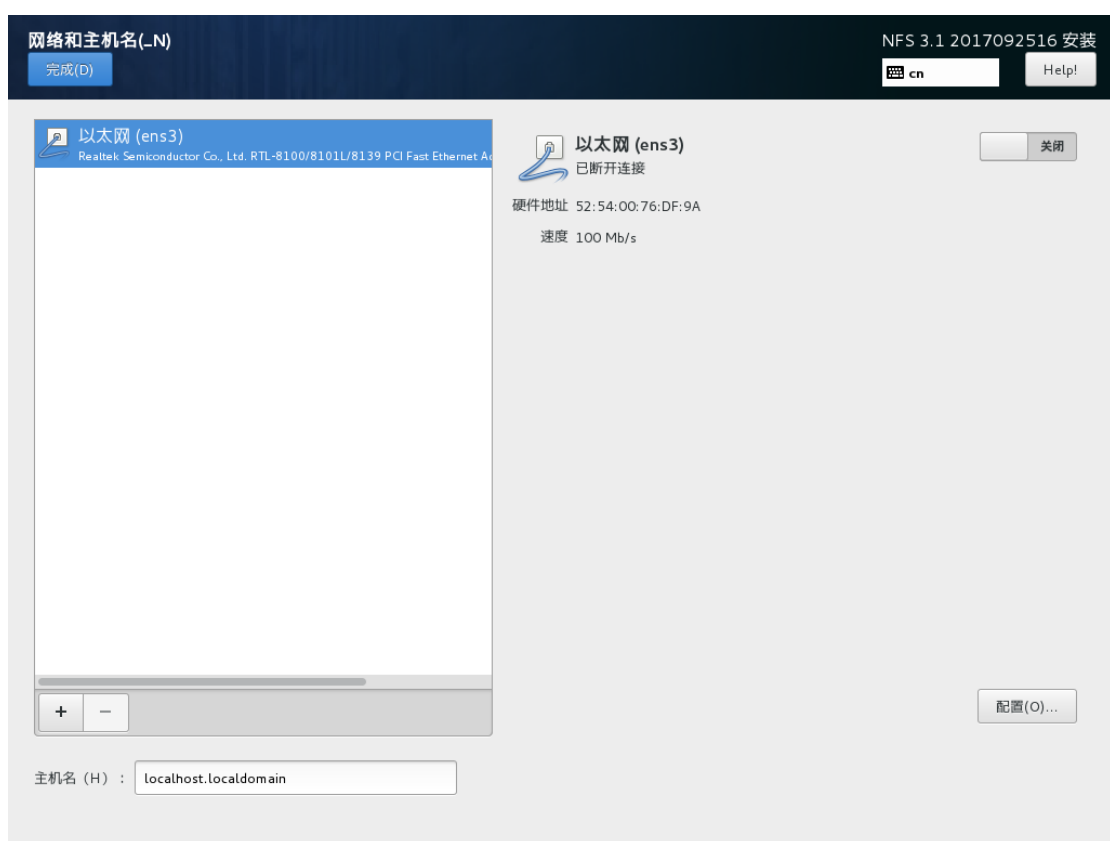 网络和主机名(_N)
NFS 3.1 2017092516 安装
完成(D)
cn
Help!
以太网 (ens3)
Realtek Semiconductor Co., Ltd. RTL-8100/8101L/8139 PCI Fast Ethernet A
以太网 (ens3)
已断开连接
关闭
硬件地址 52:54:00:76:DF:9A
速度 100 Mb/s
+ −
配置(O)...
主机名 (H) : localhost.localdomain